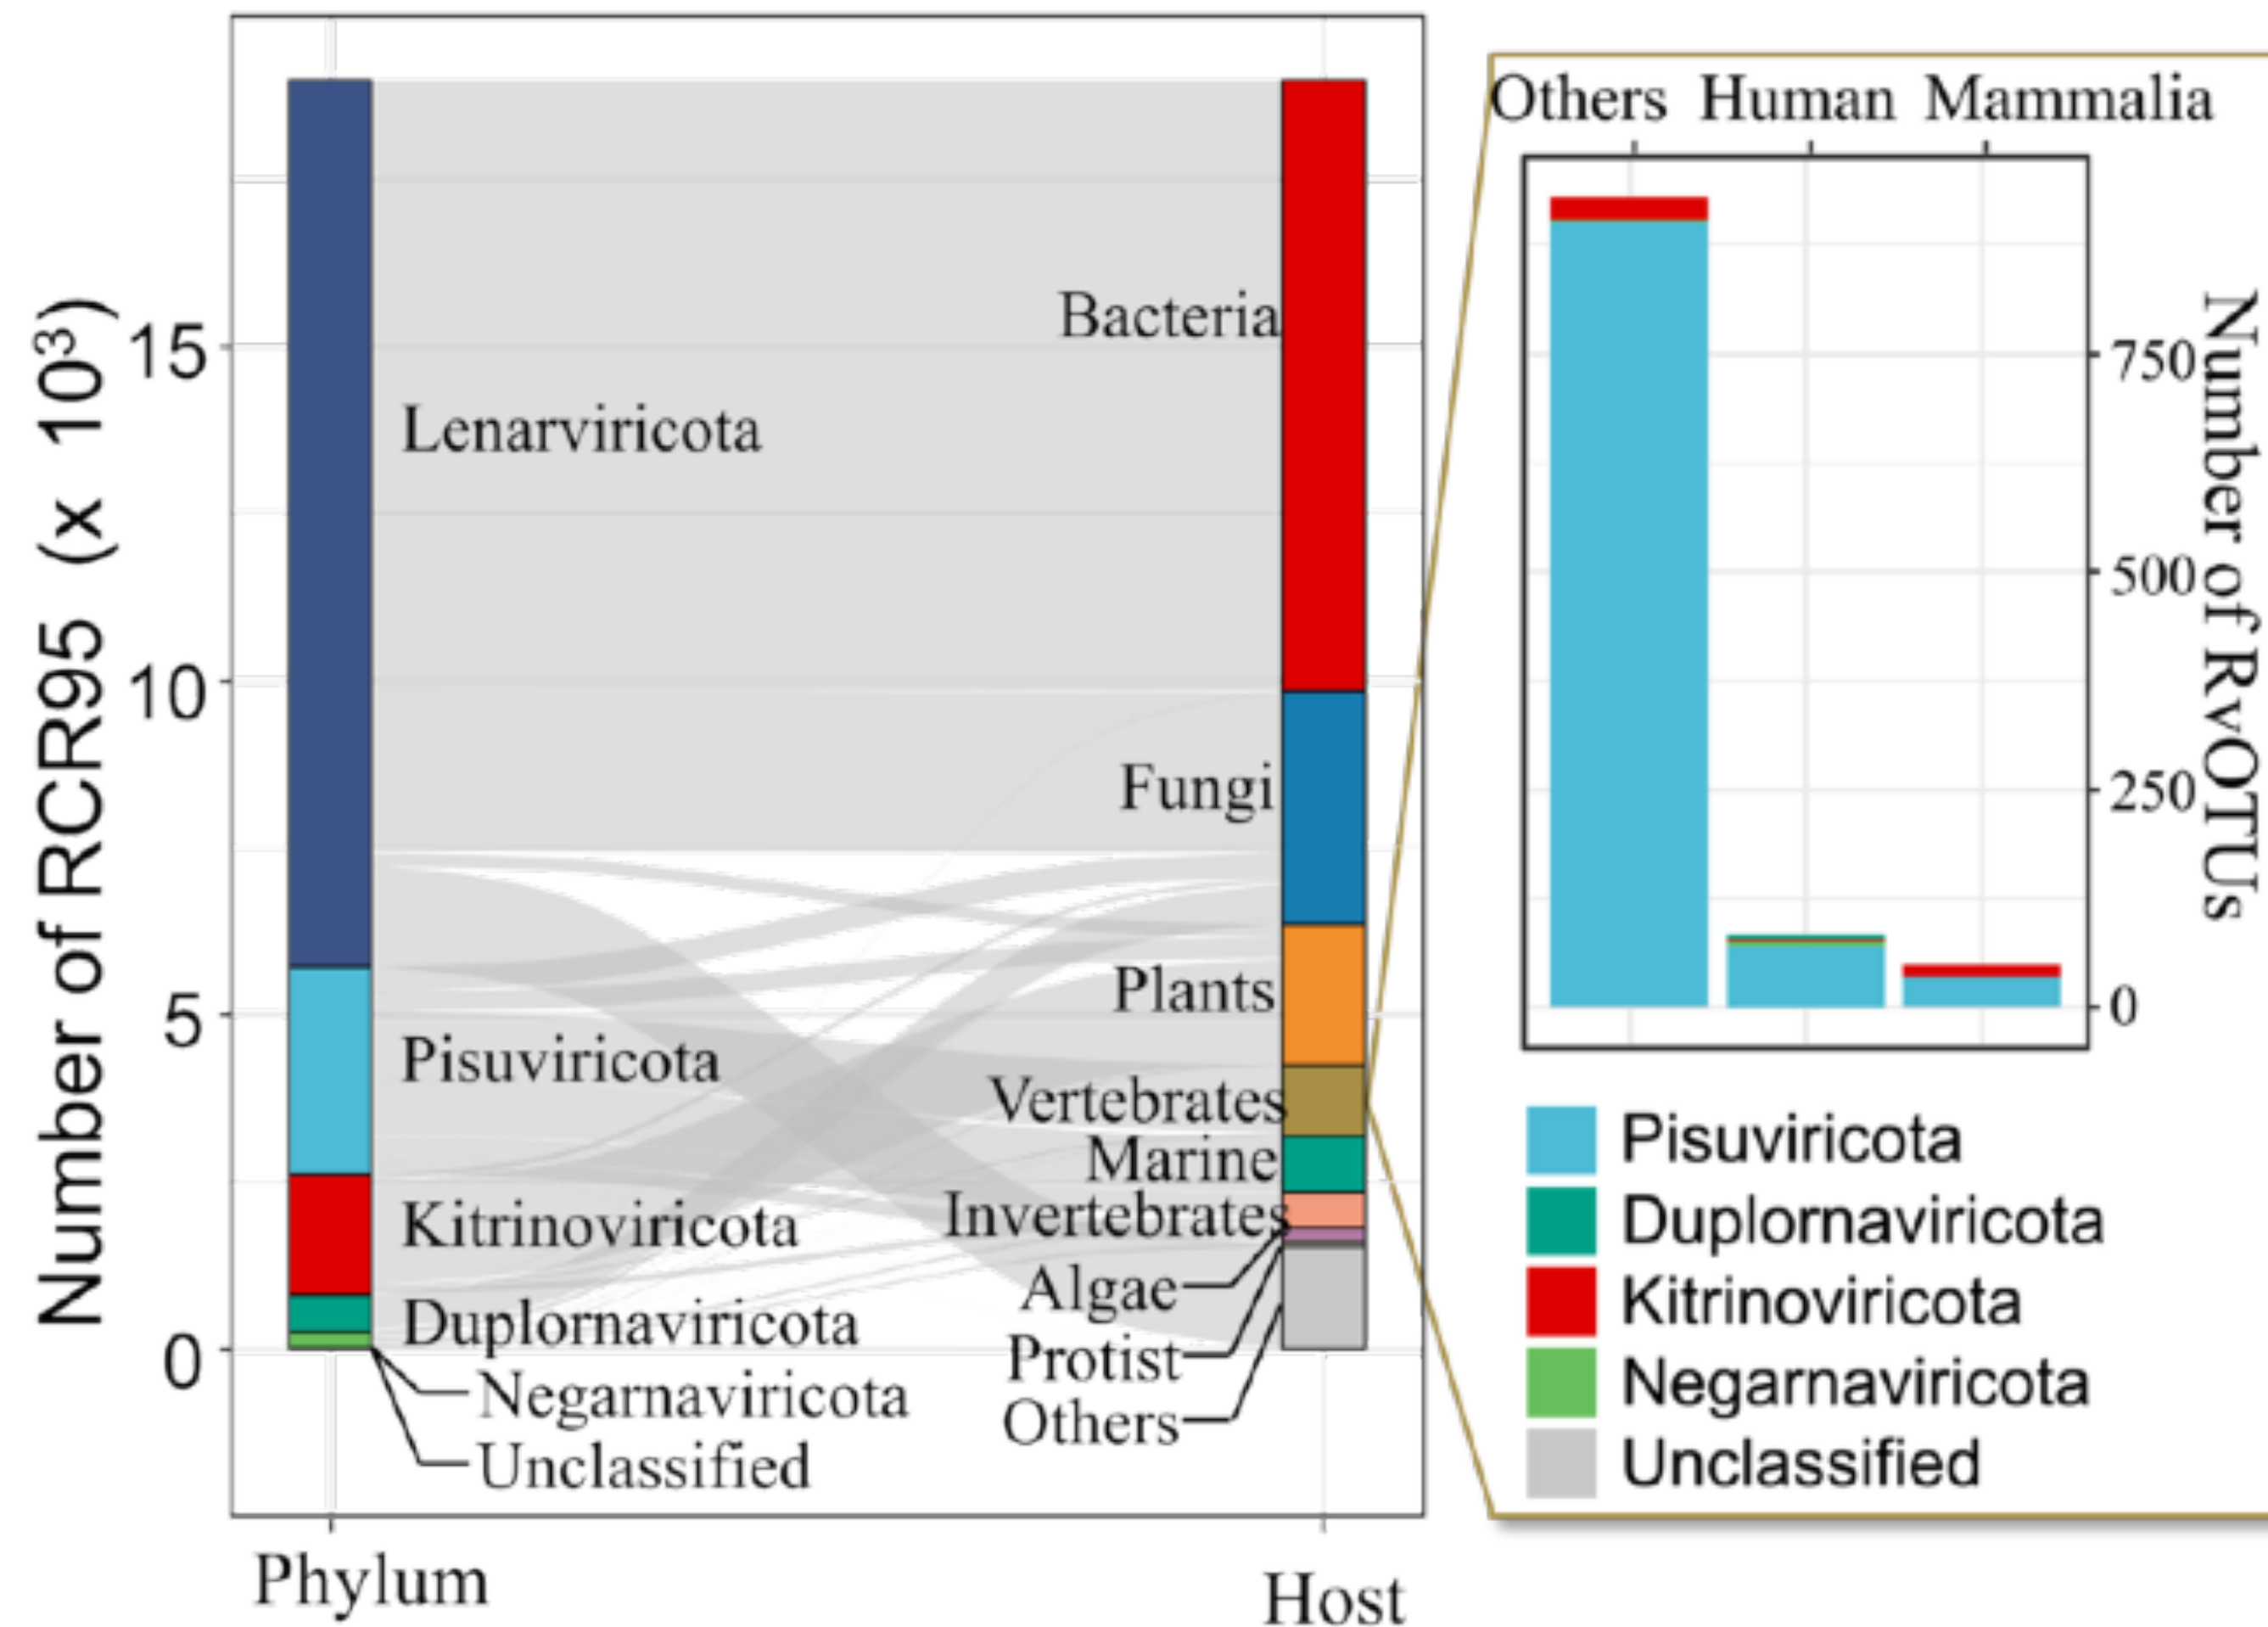 Number of RCR95 (x 10³)
15
10
5
0
Lenarviricota
Pisuviricota
Kitrinoviricota
Duplornaviricota
Negarnaviricota
Unclassified
Bacteria
Fungi
Plants
Vertebrates
Marine
Invertebrates
Algae
Protist
Others
Phylum
Host
Others Human Mammalia
750
500
250
0
Number of RvOTUs
Pisuviricota
Duplornaviricota
Kitrinoviricota
Negarnaviricota
Unclassified